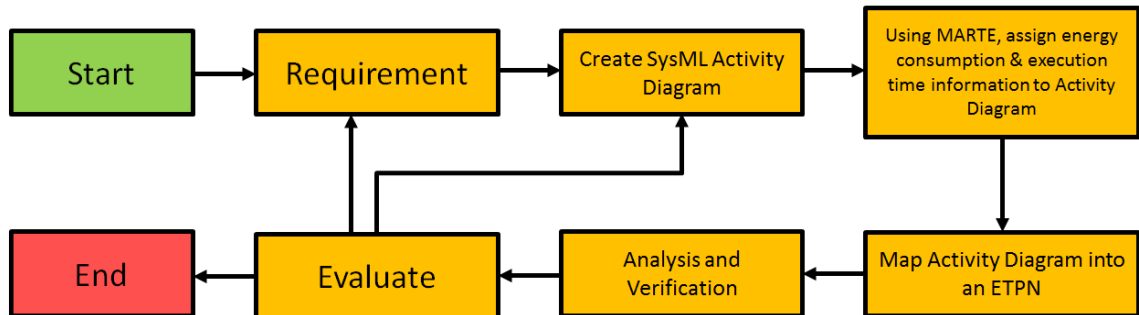 Start
Requirement
Create SysML Activity
Diagram
Using MARTE, assign energy
consumption & execution
time information to Activity
Diagram
End
Evaluate
Analysis and
Verification
Map Activity Diagram into
an ETPN